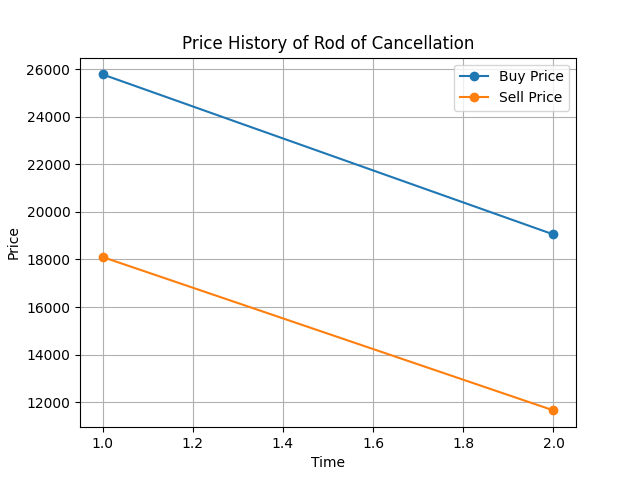 Price History of Rod of Cancellation
Buy Price
Sell Price
Price
26000
24000
22000
20000
18000
16000
14000
12000
1.0 1.2 1.4 1.6 1.8 2.0
Time